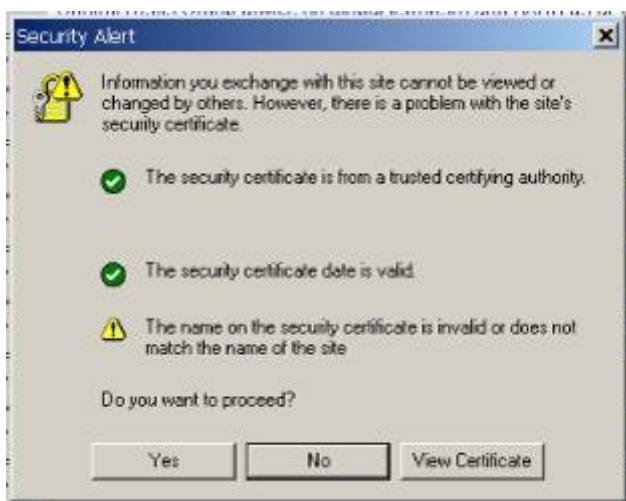 Security Alert
Information you exchange with this site cannot be viewed or
changed by others. However, there is a problem with the site's
security certificate.
The security certificate is from a trusted certifying authority.
The security certificate date is valid.
The name on the security certificate is invalid or does not
match the name of the site
Do you want to proceed?
Yes No View Certificate